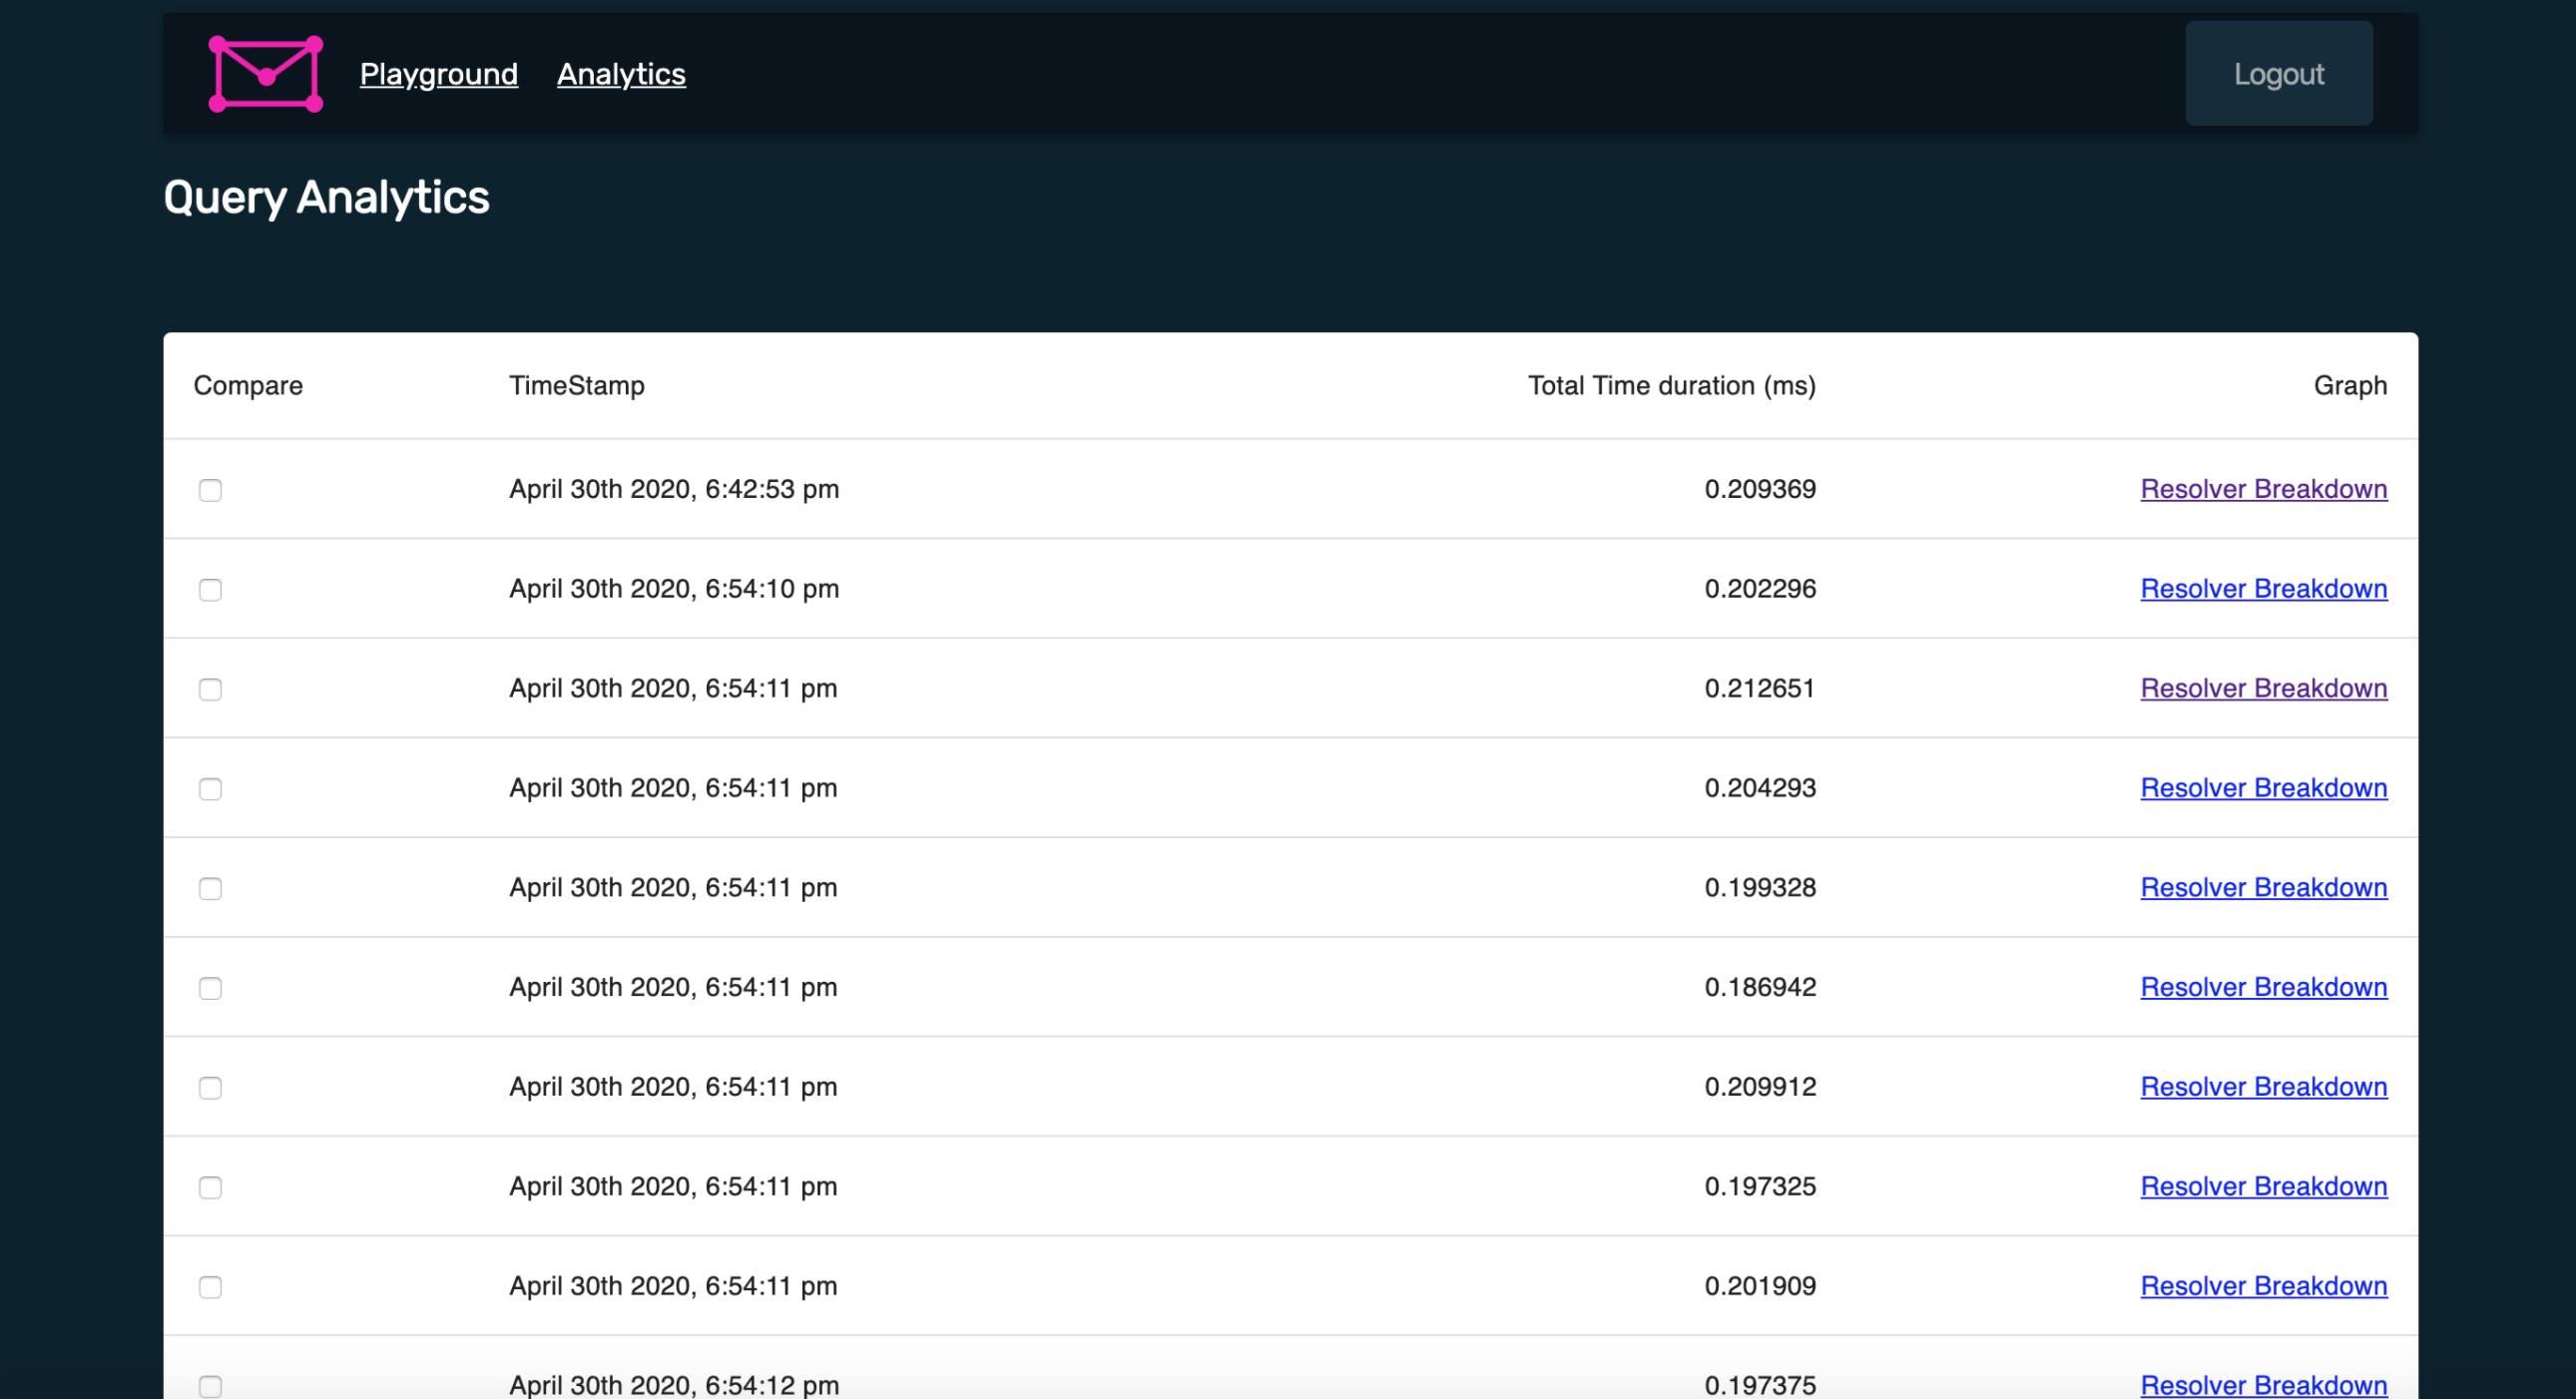 Playground Analytics Logout
Query Analytics
Compare TimeStamp Total Time duration (ms) Graph
April 30th 2020, 6:42:53 pm 0.209369 Resolver Breakdown
April 30th 2020, 6:54:10 pm 0.202296 Resolver Breakdown
April 30th 2020, 6:54:11 pm 0.212651 Resolver Breakdown
April 30th 2020, 6:54:11 pm 0.204293 Resolver Breakdown
April 30th 2020, 6:54:11 pm 0.199328 Resolver Breakdown
April 30th 2020, 6:54:11 pm 0.186942 Resolver Breakdown
April 30th 2020, 6:54:11 pm 0.209912 Resolver Breakdown
April 30th 2020, 6:54:11 pm 0.197325 Resolver Breakdown
April 30th 2020, 6:54:11 pm 0.201909 Resolver Breakdown
April 30th 2020, 6:54:12 pm 0.197375 Resolver Breakdown